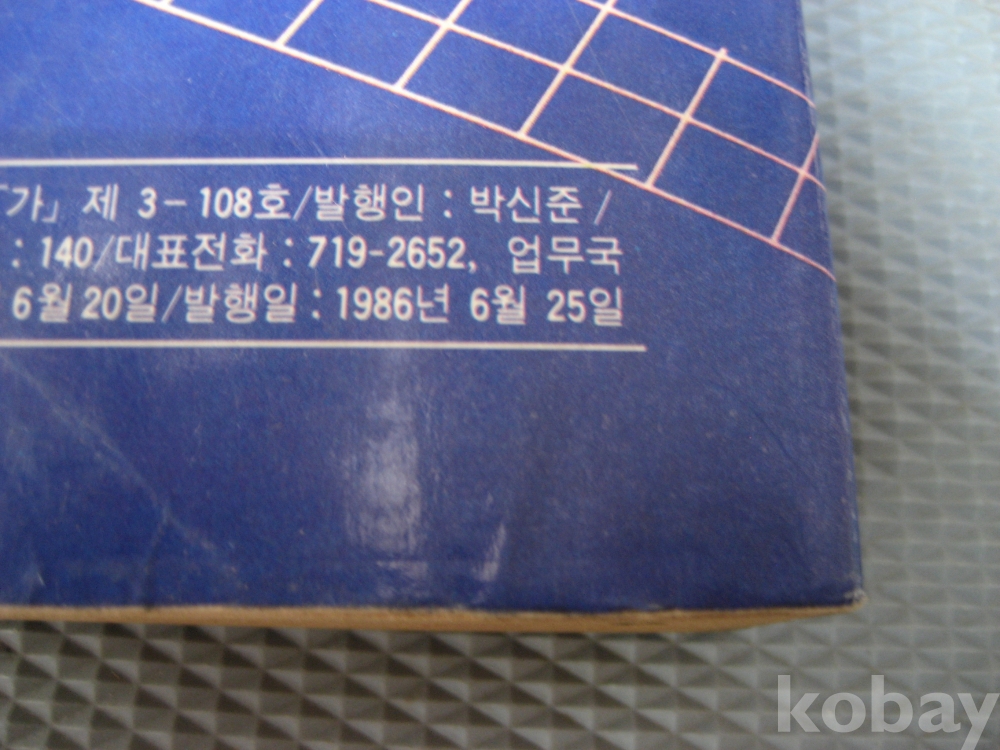 「가」 제 3-108호/발행인 : 박신준 /
: 140/대표전화 : 719-2652, 업무국
6월 20일/발행일 : 1986년 6월 25일
kobay